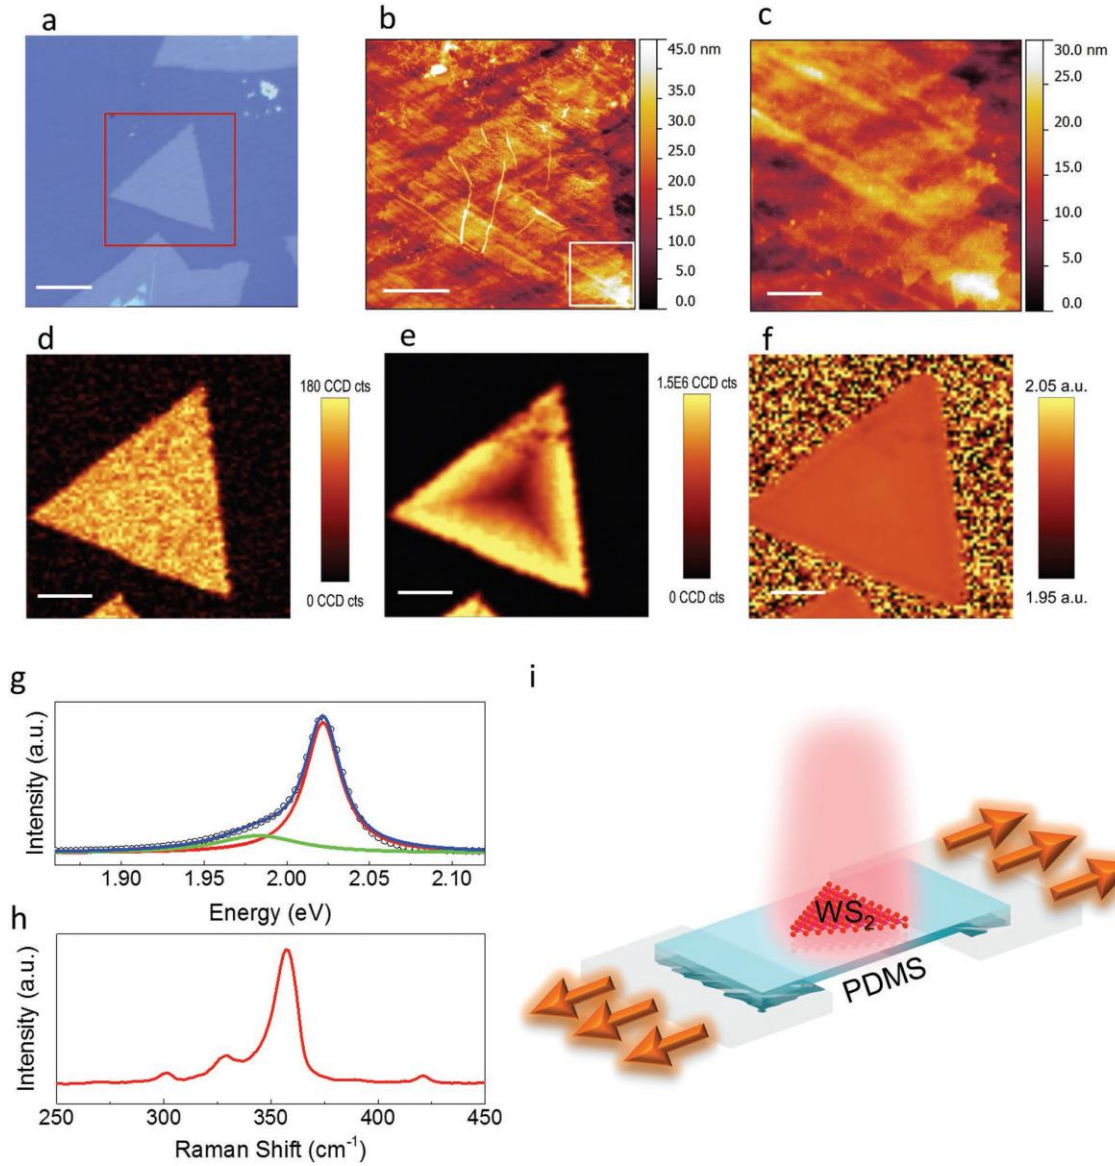 a
b
c
45.0 nm
40.0
35.0
30.0
25.0
20.0
15.0
10.0
5.0
0.0
30.0 nm
25.0
20.0
15.0
10.0
5.0
0.0
d
e
f
180 CCD cts
0 CCD cts
1.5E6 CCD cts
0 CCD cts
2.05 a.u.
1.95 a.u.
g
Intensity (a.u.)
1.90 1.95 2.00 2.05 2.10
Energy (eV)
h
Intensity (a.u.)
250 300 350 400 450
Raman Shift (cm⁻¹)
i
WS₂
PDMS